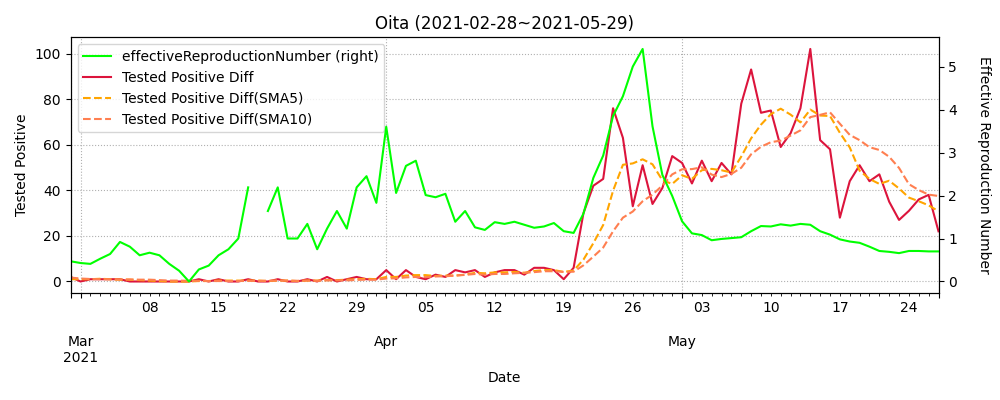 Oita (2021-02-28~2021-05-29)
effectiveReproductionNumber (right)
Tested Positive Diff
Tested Positive Diff(SMA5)
Tested Positive Diff(SMA10)
Tested Positive
100
80
60
40
20
0
5
4
3
2
1
0
Effective Reproduction Number
08 15 22 29 05 12 19 26 03 10 17 24
Mar Apr May
2021
Date